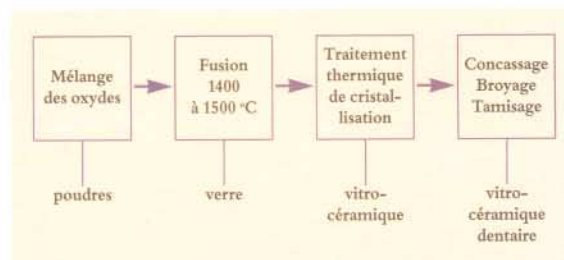 Mélange
des oxydes
Fusion
1400
à 1500 °C
Traitement
thermique
de cristal-
lisation
Concassage
Broyage
Tamisage
poudres
verre
vitro-
céramique
vitro-
céramique
dentaire